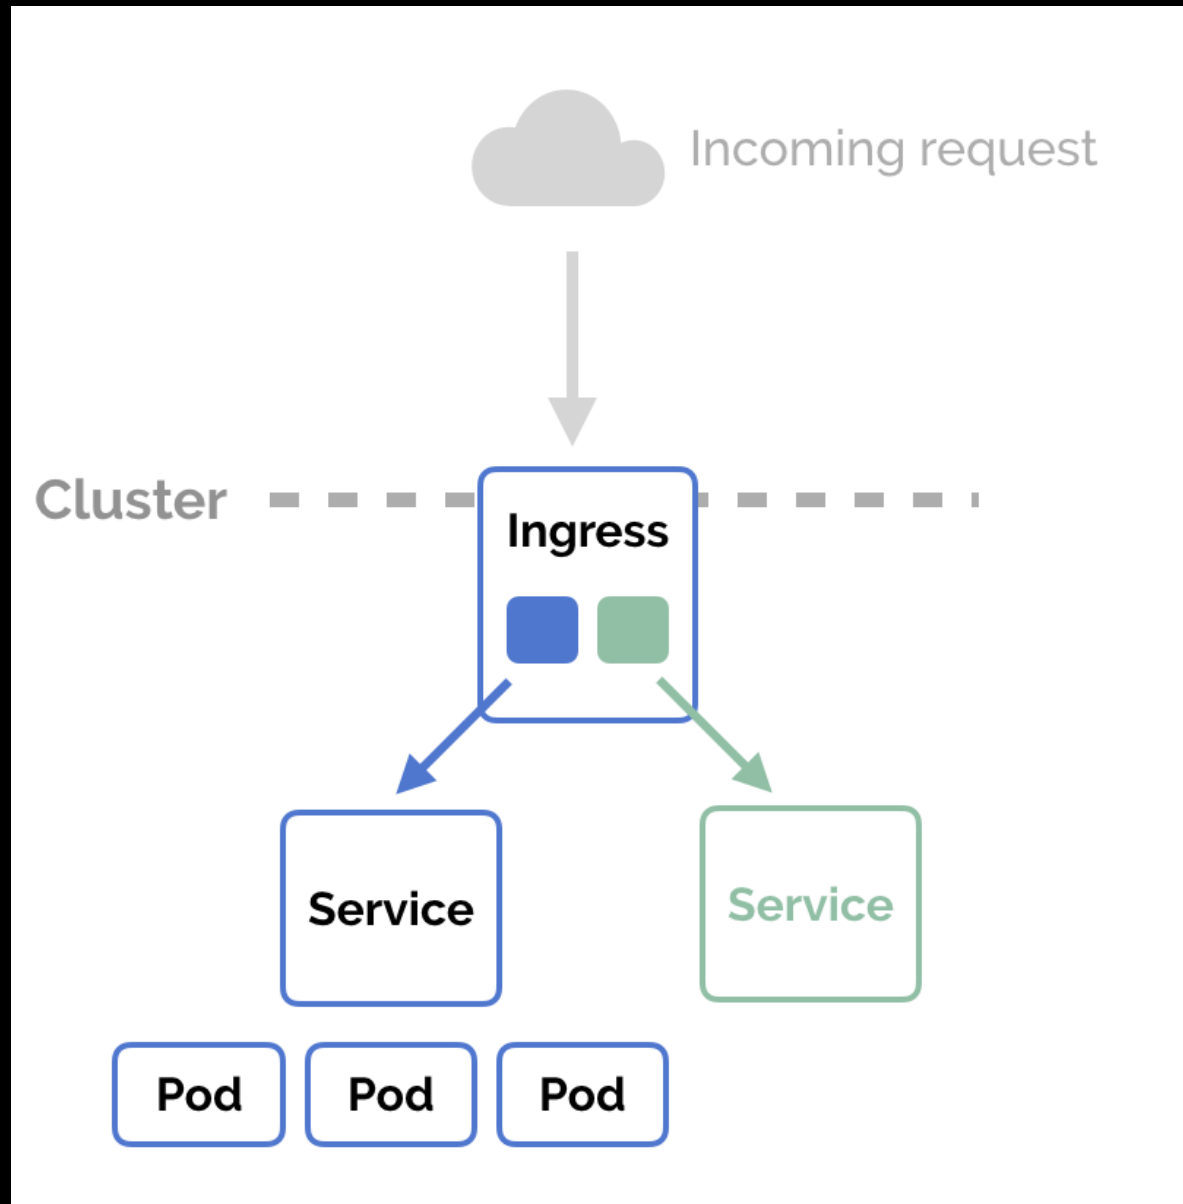 Incoming request
Cluster
Ingress
Service
Service
Pod
Pod
Pod